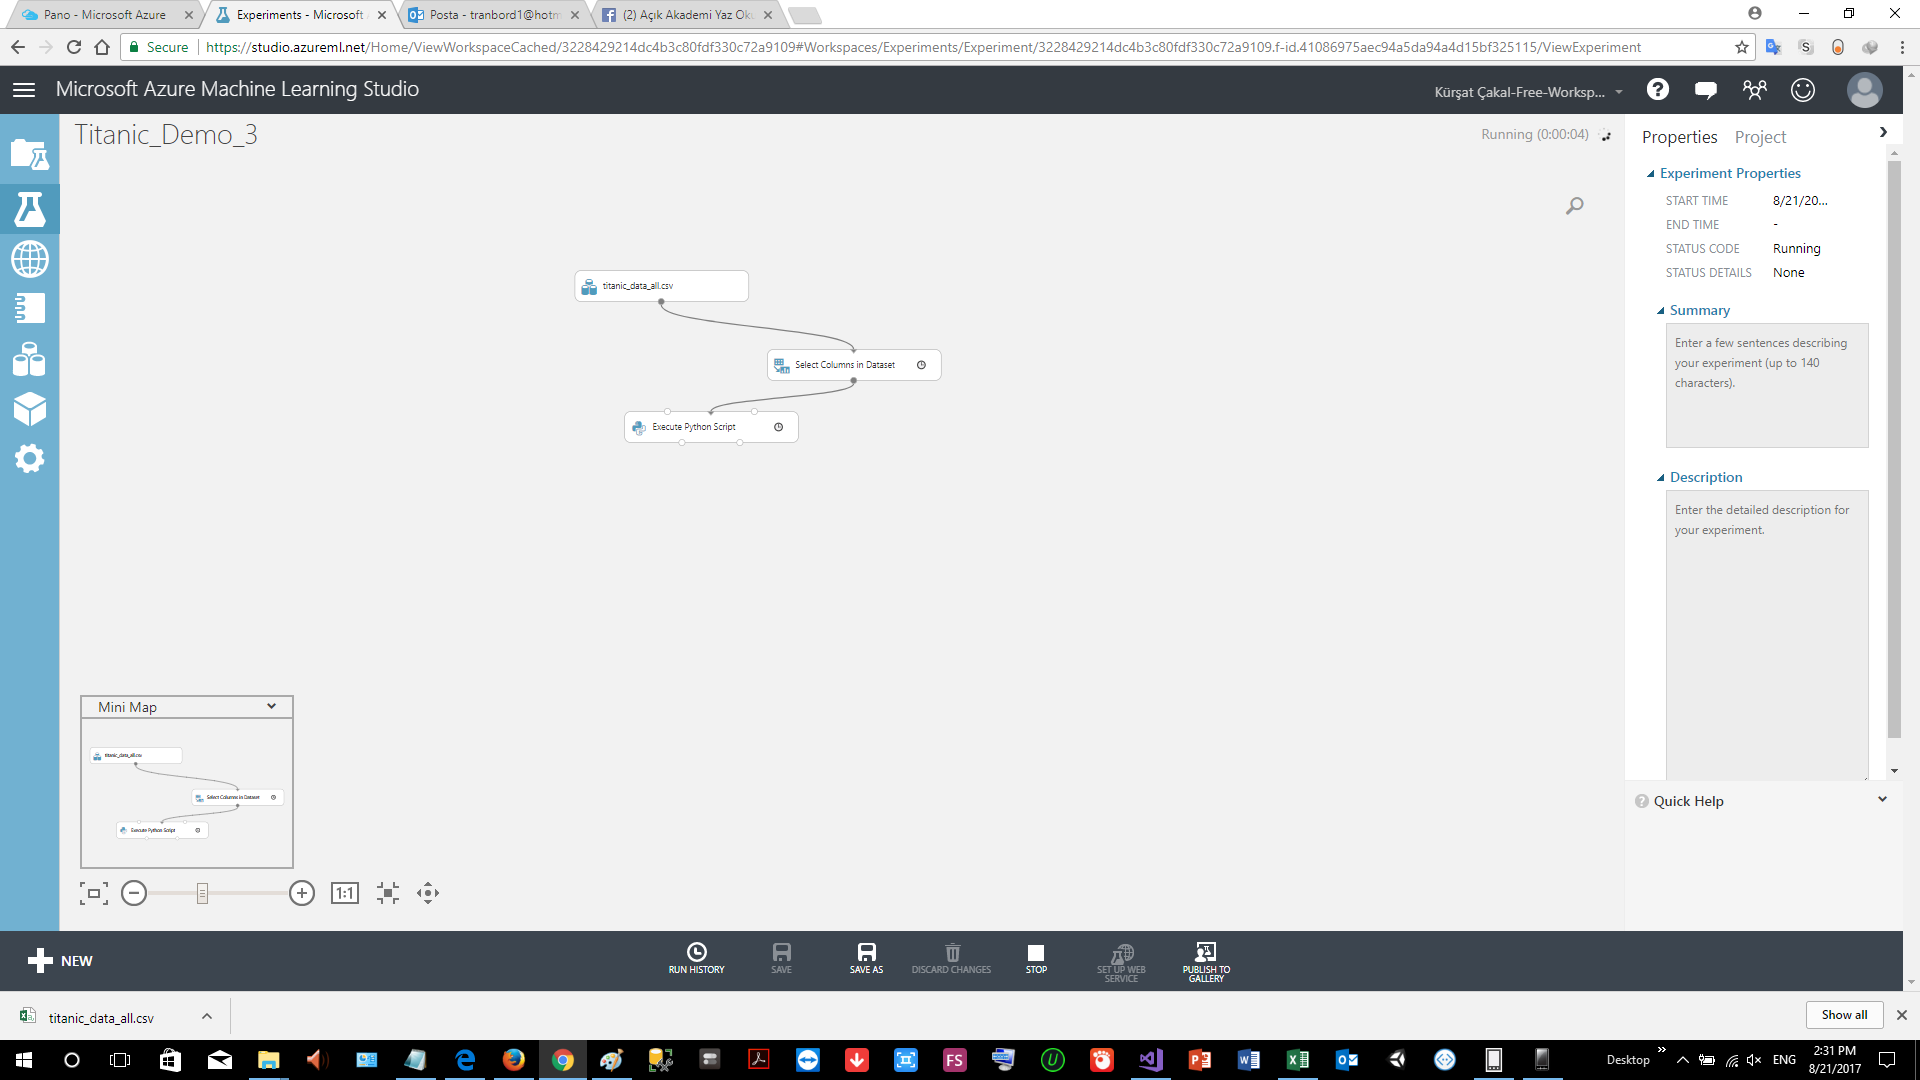 Pano - Microsoft Azure
Experiments - Microsoft A
Posta - tranbord1@hotm
(2) Açık Akademi Yaz Oku
Secure
https://studio.azureml.net/Home/ViewWorkspaceCached/3228429214dc4b3c80fdf330c72a9109#Workspaces/Experiments/Experiment/3228429214dc4b3c80fdf330c72a9109.f-id.41086975aec94a5da94a4d15bf325115/ViewExperiment
Microsoft Azure Machine Learning Studio
Kürşat Çakal-Free-Worksp...
Titanic_Demo_3
Running (0:00:04)
Properties
Project
Experiment Properties
START TIME 8/21/20...
END TIME -
STATUS CODE Running
STATUS DETAILS None
Summary
Enter a few sentences describing
your experiment (up to 140
characters).
Description
Enter the detailed description for
your experiment.
Quick Help
titanic_data_all.csv
Select Columns in Dataset
Execute Python Script
Mini Map
titanic_data_all.csv
Select Columns in Dataset
Execute Python Script
1:1
NEW
RUN HISTORY
SAVE
SAVE AS
DISCARD CHANGES
STOP
SET UP WEB
SERVICE
PUBLISH TO
GALLERY
titanic_data_all.csv
Show all
FS
Desktop
ENG
2:31 PM
8/21/2017